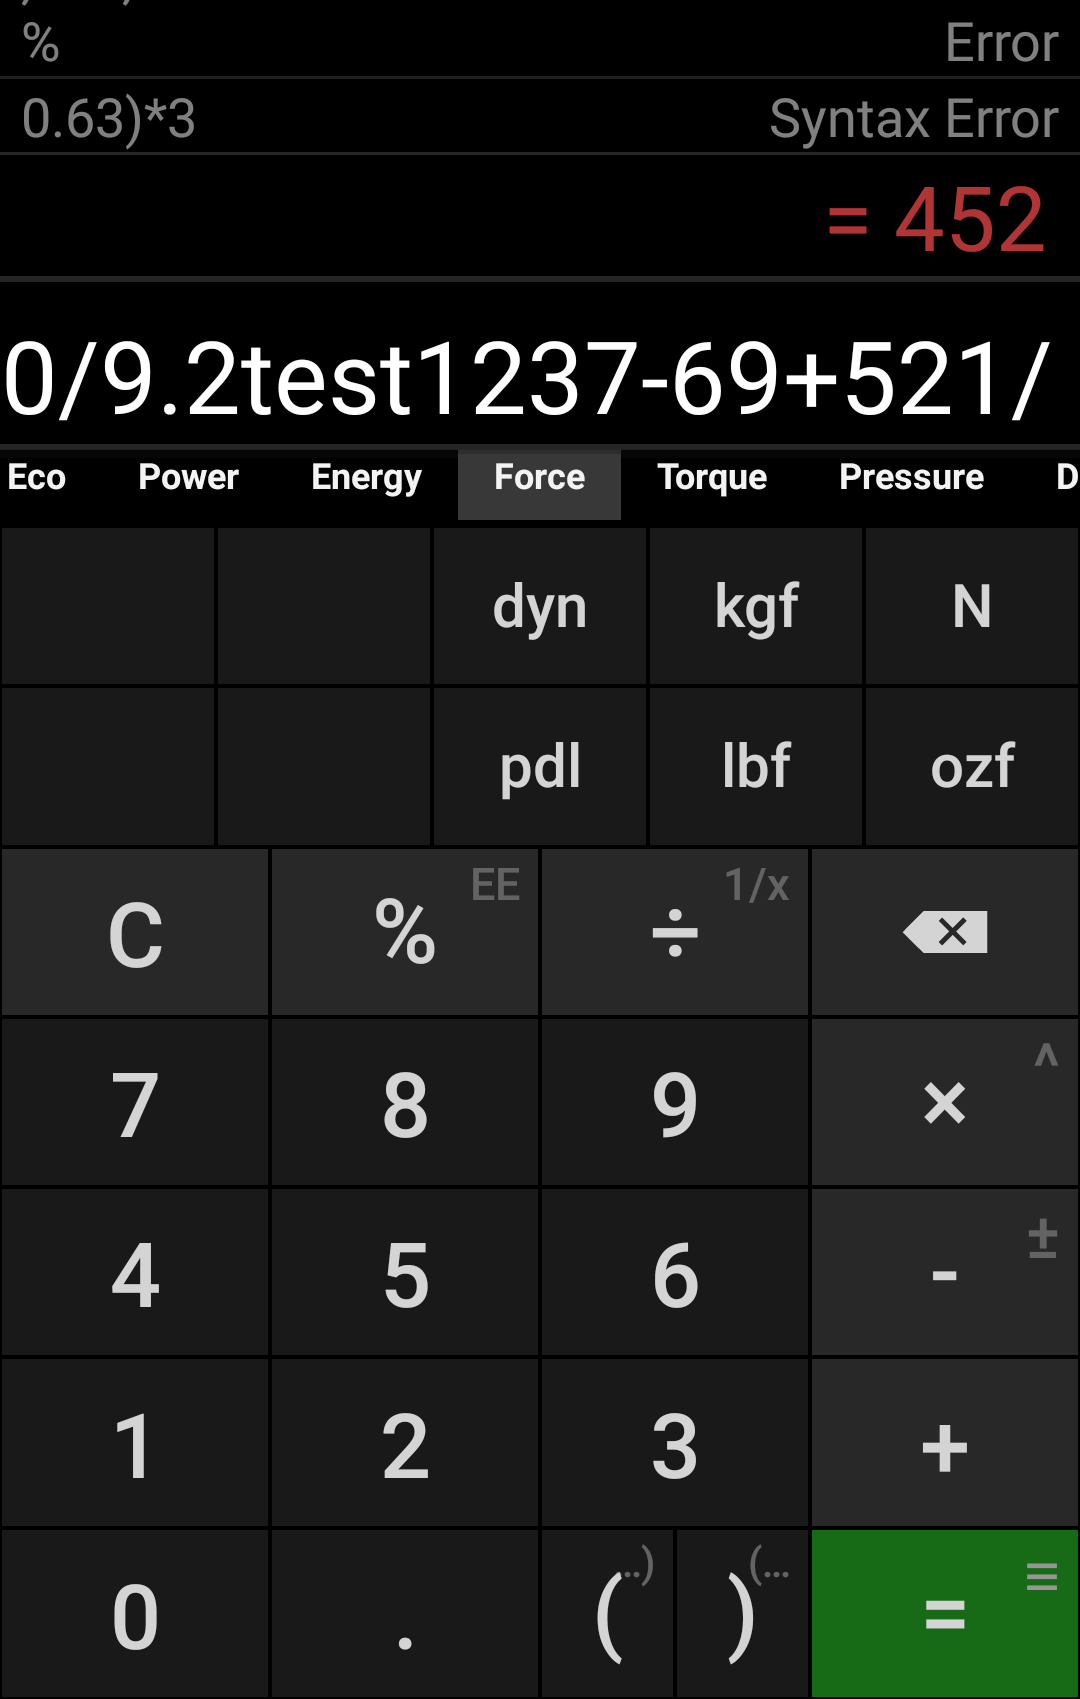 % Error
0.63)*3 Syntax Error
= 452
0/9.2test1237-69+521/
Eco Power Energy Force Torque Pressure D
dyn kgf N
pdl lbf ozf
C % EE ÷ 1/x
7 8 9 × ^
4 5 6 - ±
1 2 3 +
0 . ( ..) ) (... = ≡